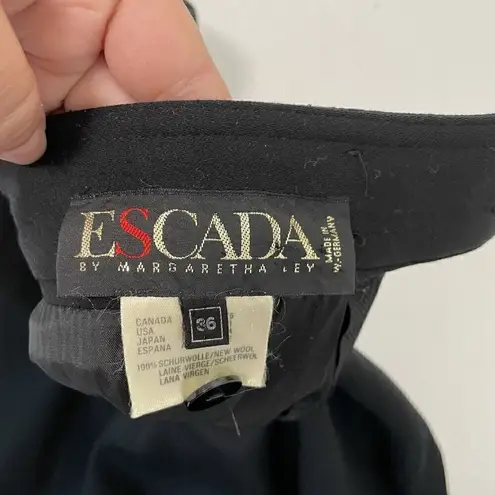 ESCADA
BY MARGARETHA LEY
MADE IN
W.-GERMANY
CANADA
USA
JAPAN
ESPANA
36
100% SCHURWOLLE/NEW WOOL
LAINE VIERGE/SCHEERWOL
LANA VIRGEN